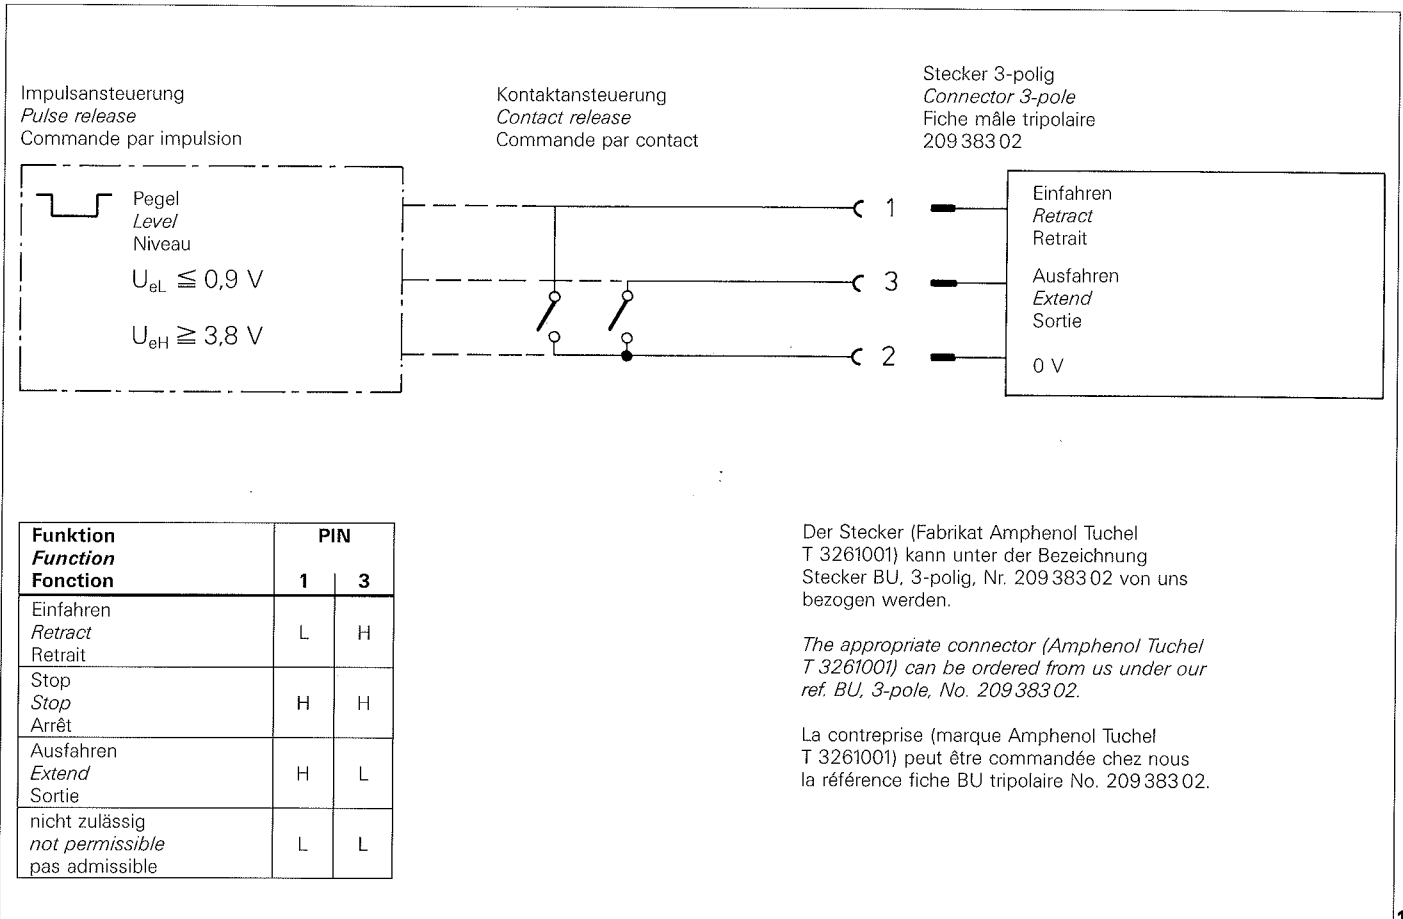 Impulsansteuerung
Pulse release
Commande par impulsion
Kontaktansteuerung
Contact release
Commande par contact
Stecker 3-polig
Connector 3-pole
Fiche mâle tripolaire
209 383 02
Pegel
Level
Niveau
UeL ≦ 0,9 V
UeH ≧ 3,8 V
1
3
2
Einfahren
Retract
Retrait
Ausfahren
Extend
Sortie
0 V
Funktion PIN
Function
Fonction 1 3
Einfahren
Retract L H
Retrait
Stop
Stop H H
Arrêt
Ausfahren
Extend H L
Sortie
nicht zulässig
not permissible L L
pas admissible
Der Stecker (Fabrikat Amphenol Tuchel
T 3261001) kann unter der Bezeichnung
Stecker BU, 3-polig, Nr. 209 383 02 von uns
bezogen werden.
The appropriate connector (Amphenol Tuchel
T 3261001) can be ordered from us under our
ref. BU, 3-pole, No. 209 383 02.
La contreprise (marque Amphenol Tuchel
T 3261001) peut être commandée chez nous
la référence fiche BU tripolaire No. 209 383 02.